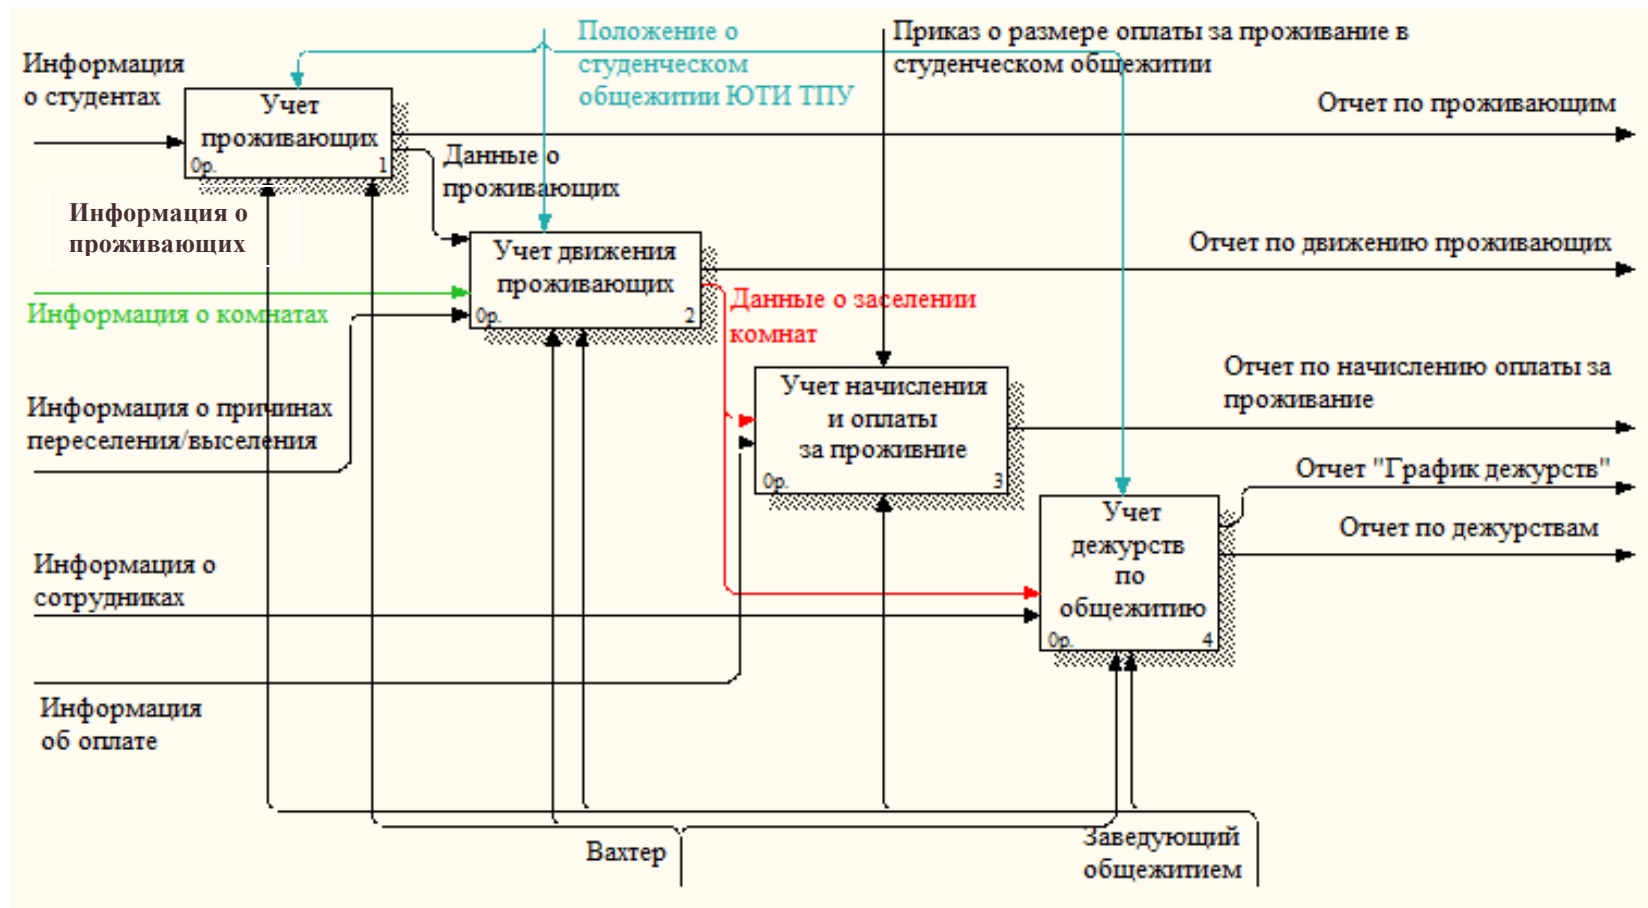 Положение о
студенческом
общежитии ЮТИ ТПУ
Приказ о размере оплаты за проживание в
студенческом общежитии
Информация
о студентах
Учет
проживающих
0р.
1
Отчет по проживающим
Данные о
проживающих
Информация о
проживающих
Учет движения
проживающих
0р.
2
Отчет по движению проживающих
Информация о комнатах
Данные о заселении
комнат
Учет начисления
и оплаты
за проживние
0р.
3
Отчет по начислению оплаты за
проживание
Информация о причинах
переселения/выселения
Отчет "График дежурств"
Учет
дежурств
по
общежитию
0р.
4
Отчет по дежурствам
Информация о
сотрудниках
Информация
об оплате
Вахтер
Заведующий
общежитием